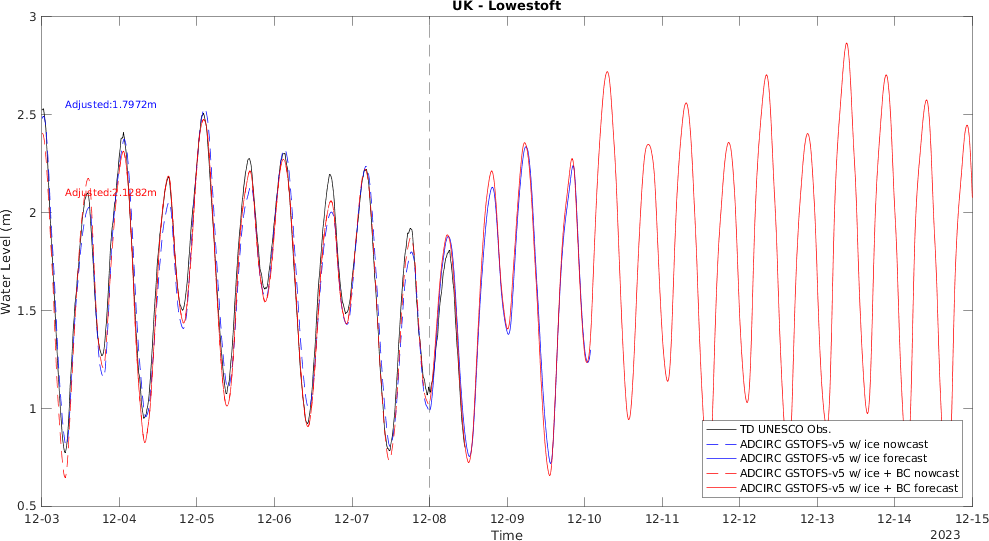 UK - Lowestoft
3
2.5
2
1.5
1
0.5
Water Level (m)
Adjusted:1.7972m
Adjusted:2.1282m
TD UNESCO Obs.
ADCIRC GSTOFS-v5 w/ ice nowcast
ADCIRC GSTOFS-v5 w/ ice forecast
ADCIRC GSTOFS-v5 w/ ice + BC nowcast
ADCIRC GSTOFS-v5 w/ ice + BC forecast
12-03 12-04 12-05 12-06 12-07 12-08 12-09 12-10 12-11 12-12 12-13 12-14 12-15
Time
2023